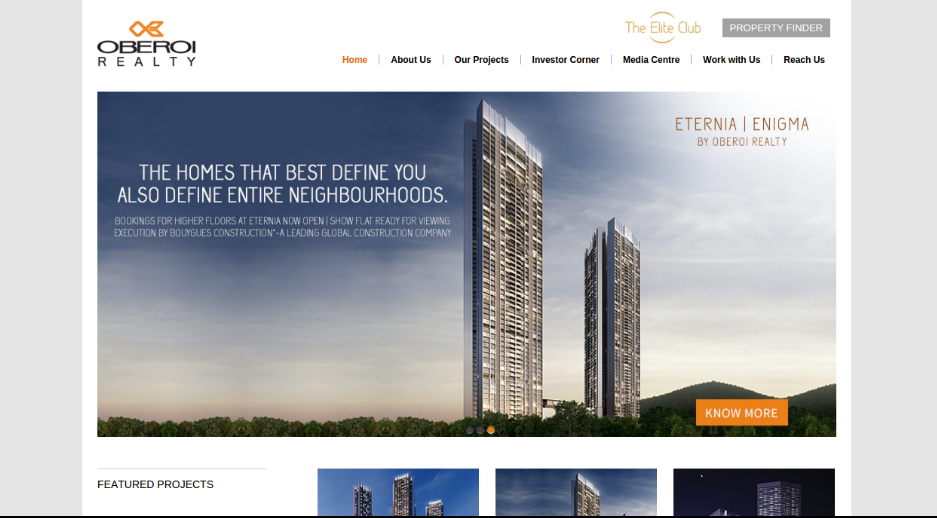 The Elite Club
PROPERTY FINDER
OBEROI
REALTY
Home
About Us
Our Projects
Investor Corner
Media Centre
Work with Us
Reach Us
ETERNIA | ENIGMA
BY OBEROI REALTY
THE HOMES THAT BEST DEFINE YOU
ALSO DEFINE ENTIRE NEIGHBOURHOODS.
BOOKINGS FOR HIGHER FLOORS AT ETERNIA NOW OPEN | SHOW FLAT READY FOR VIEWING
EXECUTION BY BOUYGUES CONSTRUCTION*-A LEADING GLOBAL CONSTRUCTION COMPANY
KNOW MORE
FEATURED PROJECTS